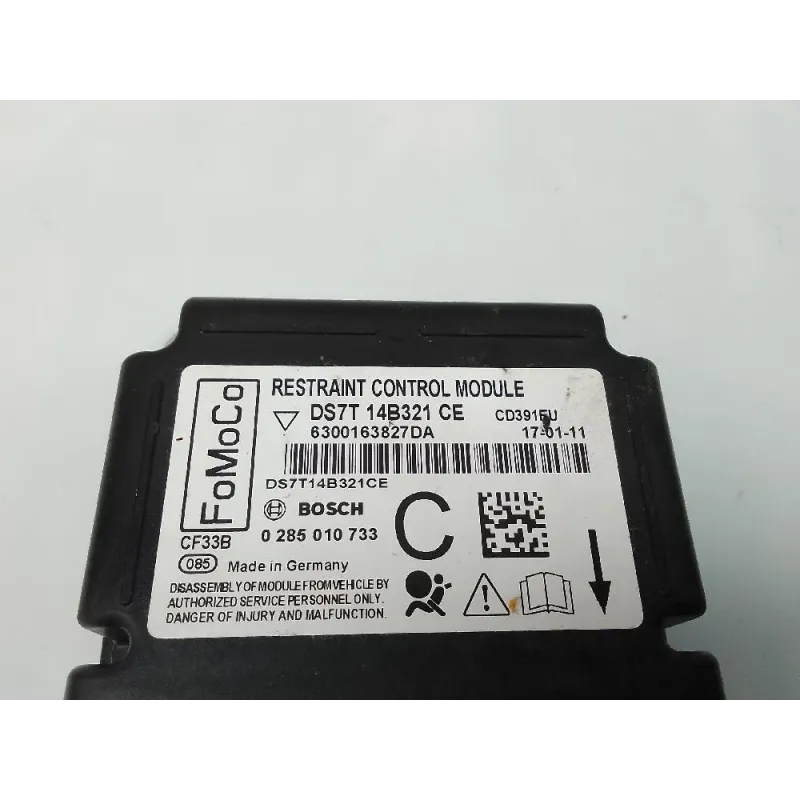 FoMoCo
RESTRAINT CONTROL MODULE
DS7T 14B321 CE CD391EU
6300163827DA 17-01-11
DS7T14B321CE
BOSCH
C
CF33B 0 285 010 733
085 Made in Germany
DISASSEMBLY OF MODULE FROM VEHICLE BY
AUTHORIZED SERVICE PERSONNEL ONLY.
DANGER OF INJURY AND MALFUNCTION.